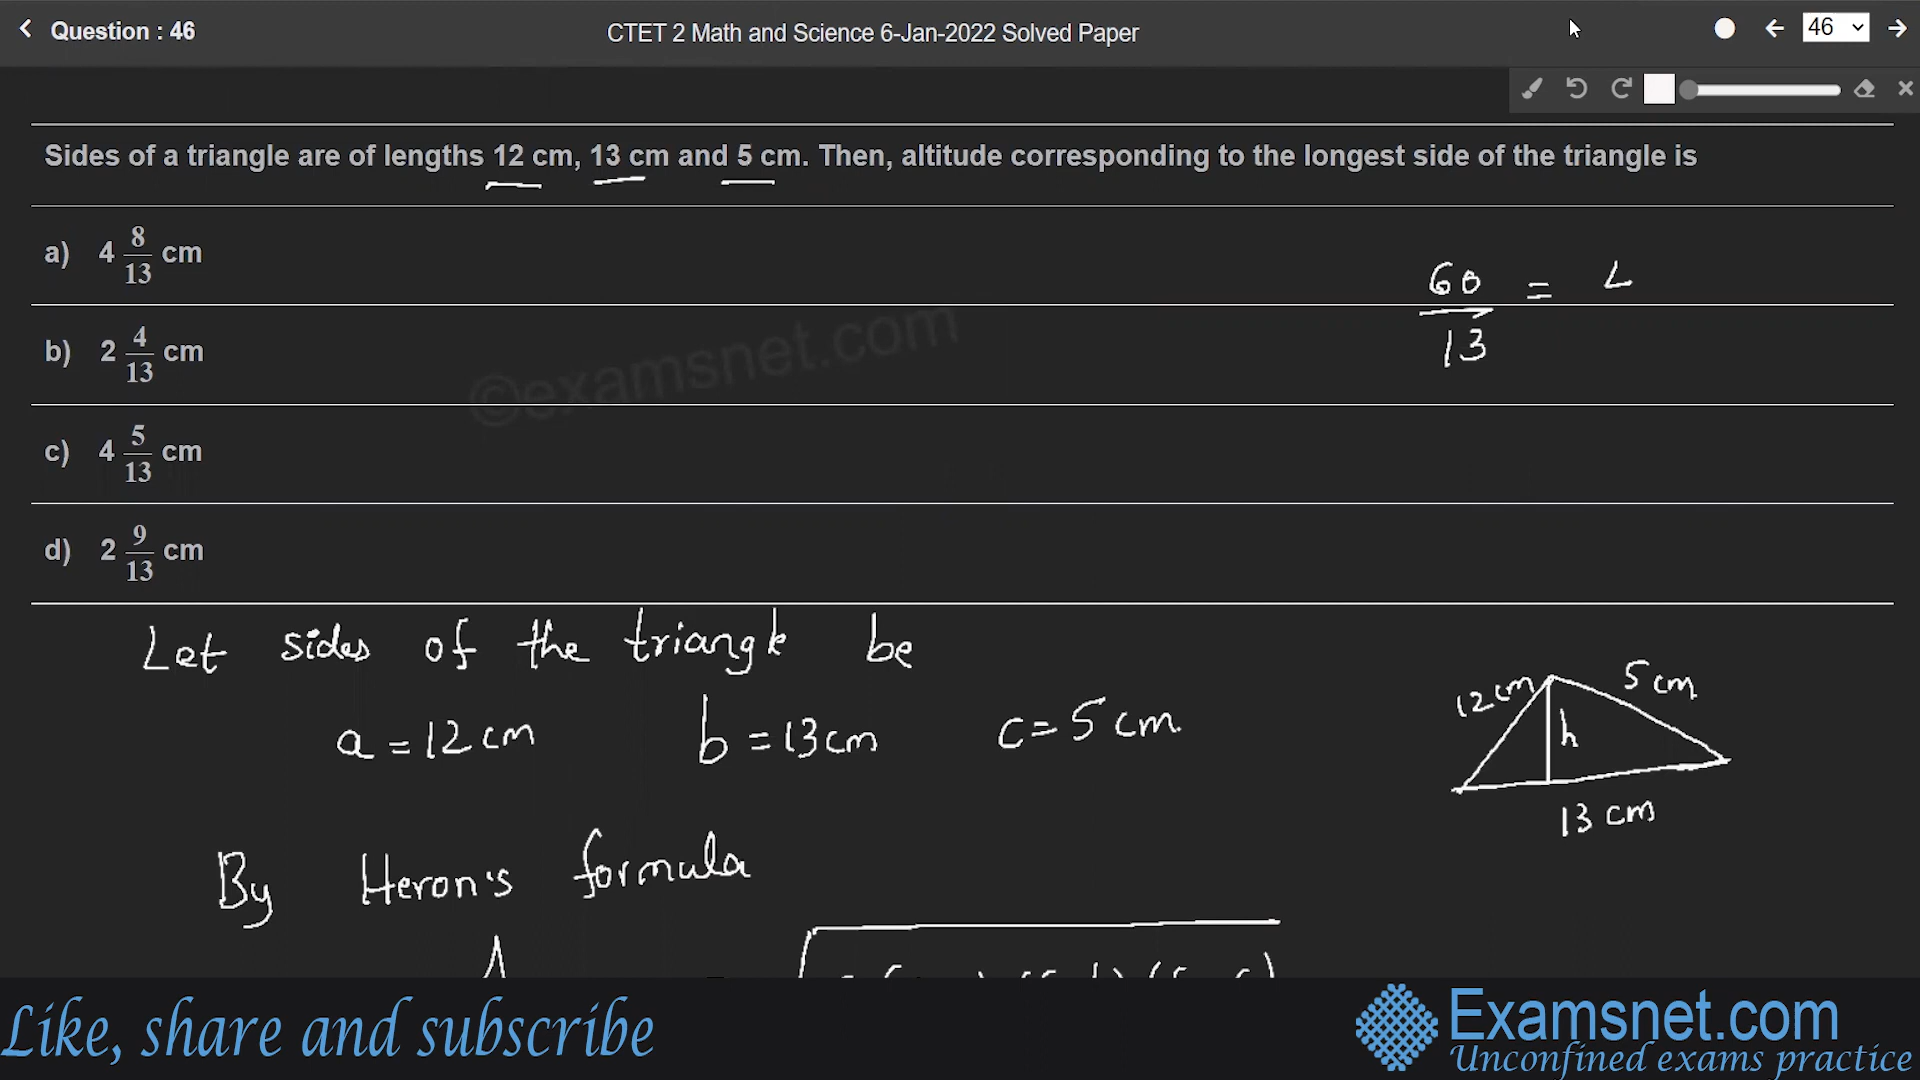 Question : 46 CTET 2 Math and Science 6-Jan-2022 Solved Paper 46
Sides of a triangle are of lengths 12 cm, 13 cm and 5 cm. Then, altitude corresponding to the longest side of the triangle is
a) 4 8/13 cm
60/13 = 4
b) 2 4/13 cm
©examsnet.com
c) 4 5/13 cm
d) 2 9/13 cm
Let sides of the triangle be
a = 12 cm b = 13 cm c = 5 cm.
12 cm 5 cm
h
13 cm
By Heron's formula
Like, share and subscribe
Examsnet.com
Unconfined exams practice